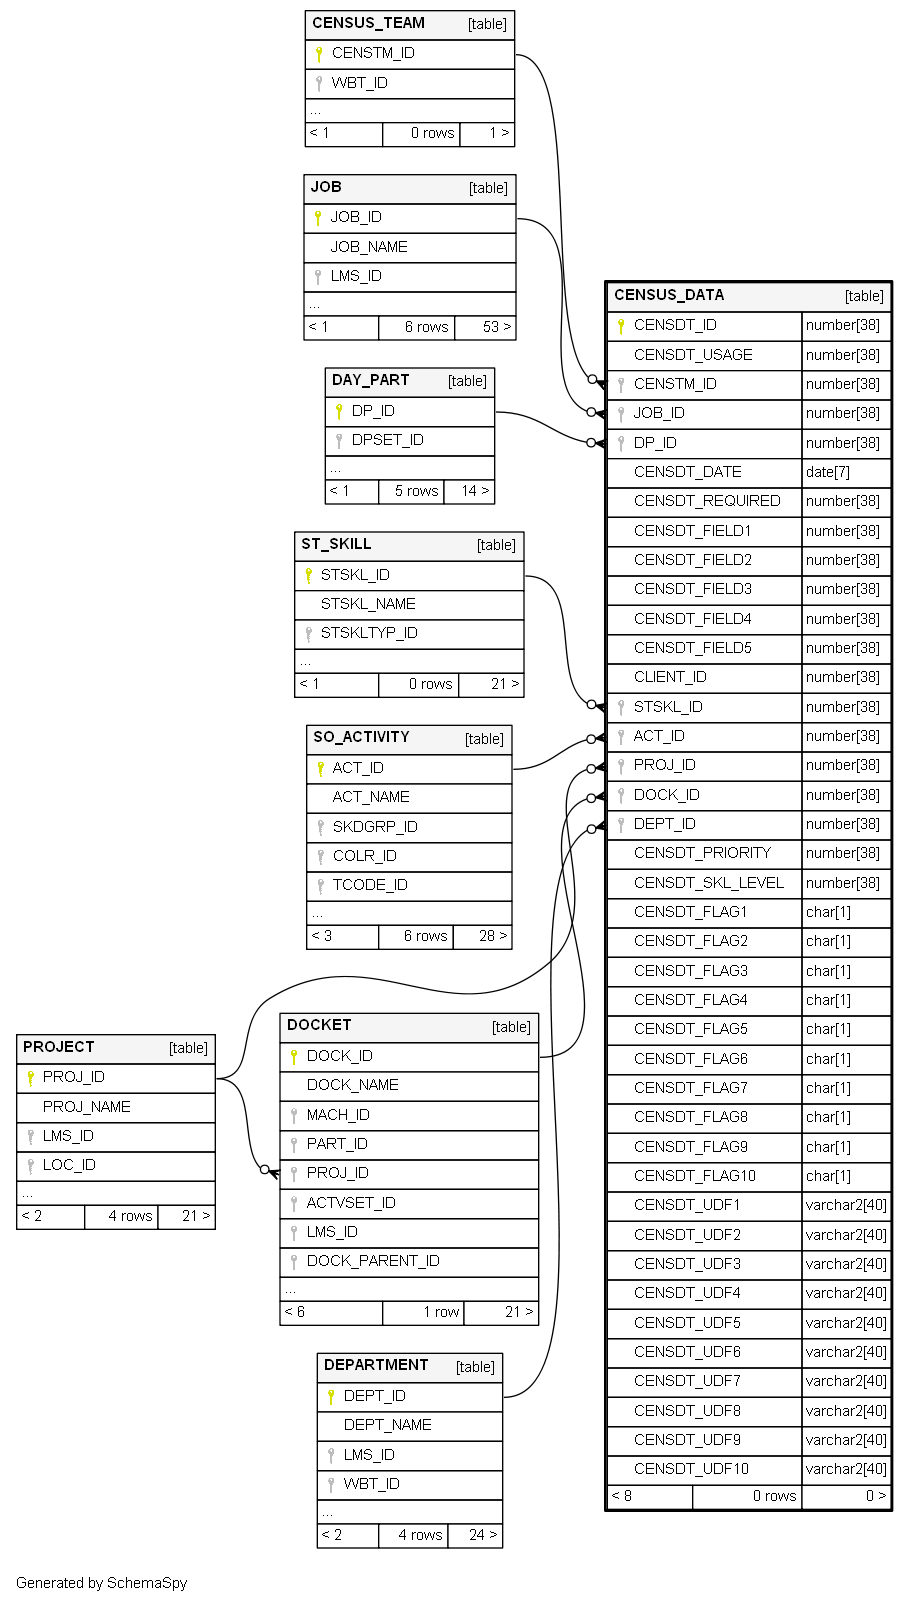 CENSUS_TEAM [table]
CENSTM_ID
WBT_ID
...
< 1 0 rows 1 >
JOB [table]
JOB_ID
JOB_NAME
LMS_ID
...
< 1 6 rows 53 >
DAY_PART [table]
DP_ID
DPSET_ID
...
< 1 5 rows 14 >
ST_SKILL [table]
STSKL_ID
STSKL_NAME
STSKLTYP_ID
...
< 1 0 rows 21 >
SO_ACTIVITY [table]
ACT_ID
ACT_NAME
SKDGRP_ID
COLR_ID
TCODE_ID
...
< 3 6 rows 28 >
PROJECT [table]
PROJ_ID
PROJ_NAME
LMS_ID
LOC_ID
...
< 2 4 rows 21 >
DOCKET [table]
DOCK_ID
DOCK_NAME
MACH_ID
PART_ID
PROJ_ID
ACTVSET_ID
LMS_ID
DOCK_PARENT_ID
...
< 6 1 row 21 >
DEPARTMENT [table]
DEPT_ID
DEPT_NAME
LMS_ID
WBT_ID
...
< 2 4 rows 24 >
CENSUS_DATA [table]
CENSDT_ID number[38]
CENSDT_USAGE number[38]
CENSTM_ID number[38]
JOB_ID number[38]
DP_ID number[38]
CENSDT_DATE date[7]
CENSDT_REQUIRED number[38]
CENSDT_FIELD1 number[38]
CENSDT_FIELD2 number[38]
CENSDT_FIELD3 number[38]
CENSDT_FIELD4 number[38]
CENSDT_FIELD5 number[38]
CLIENT_ID number[38]
STSKL_ID number[38]
ACT_ID number[38]
PROJ_ID number[38]
DOCK_ID number[38]
DEPT_ID number[38]
CENSDT_PRIORITY number[38]
CENSDT_SKL_LEVEL number[38]
CENSDT_FLAG1 char[1]
CENSDT_FLAG2 char[1]
CENSDT_FLAG3 char[1]
CENSDT_FLAG4 char[1]
CENSDT_FLAG5 char[1]
CENSDT_FLAG6 char[1]
CENSDT_FLAG7 char[1]
CENSDT_FLAG8 char[1]
CENSDT_FLAG9 char[1]
CENSDT_FLAG10 char[1]
CENSDT_UDF1 varchar2[40]
CENSDT_UDF2 varchar2[40]
CENSDT_UDF3 varchar2[40]
CENSDT_UDF4 varchar2[40]
CENSDT_UDF5 varchar2[40]
CENSDT_UDF6 varchar2[40]
CENSDT_UDF7 varchar2[40]
CENSDT_UDF8 varchar2[40]
CENSDT_UDF9 varchar2[40]
CENSDT_UDF10 varchar2[40]
< 8 0 rows 0 >
Generated by SchemaSpy